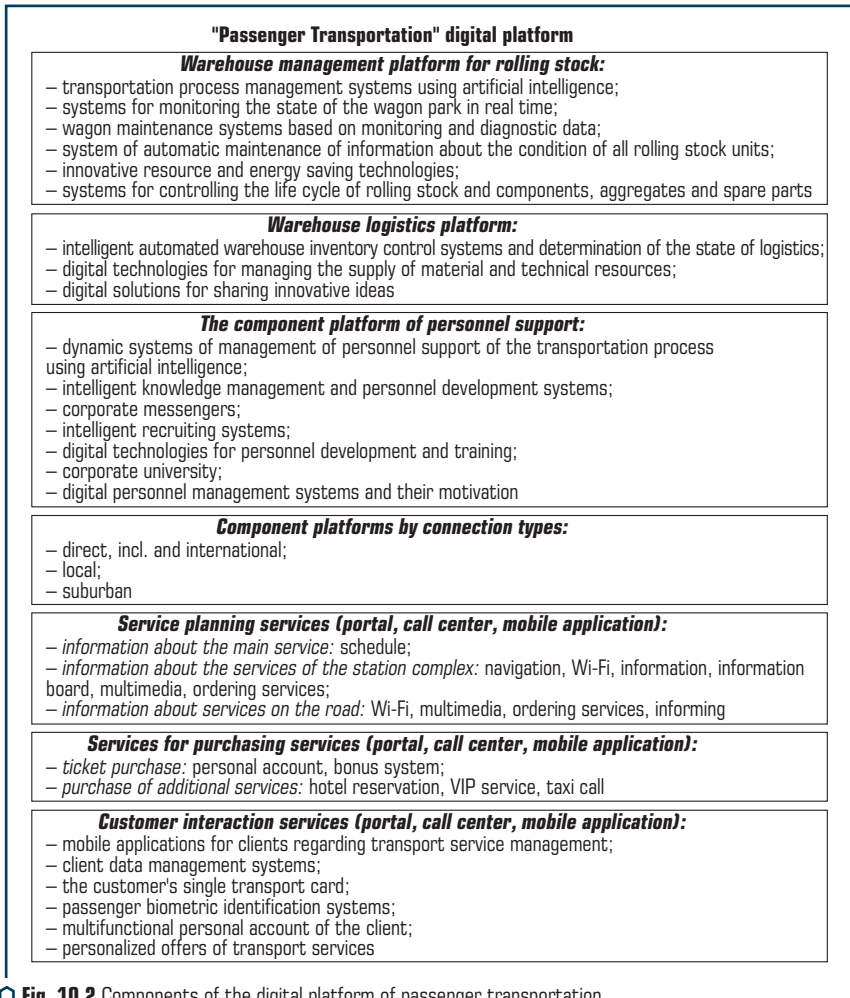 "Passenger Transportation" digital platform
Warehouse management platform for rolling stock:
– transportation process management systems using artificial intelligence;
– systems for monitoring the state of the wagon park in real time;
– wagon maintenance systems based on monitoring and diagnostic data;
– system of automatic maintenance of information about the condition of all rolling stock units;
– innovative resource and energy saving technologies;
– systems for controlling the life cycle of rolling stock and components, aggregates and spare parts
Warehouse logistics platform:
– intelligent automated warehouse inventory control systems and determination of the state of logistics;
– digital technologies for managing the supply of material and technical resources;
– digital solutions for sharing innovative ideas
The component platform of personnel support:
– dynamic systems of management of personnel support of the transportation process
using artificial intelligence;
– intelligent knowledge management and personnel development systems;
– corporate messengers;
– intelligent recruiting systems;
– digital technologies for personnel development and training;
– corporate university;
– digital personnel management systems and their motivation
Component platforms by connection types:
– direct, incl. and international;
– local;
– suburban
Service planning services (portal, call center, mobile application):
– information about the main service: schedule;
– information about the services of the station complex: navigation, Wi-Fi, information, information
board, multimedia, ordering services;
– information about services on the road: Wi-Fi, multimedia, ordering services, informing
Services for purchasing services (portal, call center, mobile application):
– ticket purchase: personal account, bonus system;
– purchase of additional services: hotel reservation, VIP service, taxi call
Customer interaction services (portal, call center, mobile application):
– mobile applications for clients regarding transport service management;
– client data management systems;
– the customer's single transport card;
– passenger biometric identification systems;
– multifunctional personal account of the client;
– personalized offers of transport services
Fig. 10.2 Components of the digital platform of passenger transportation